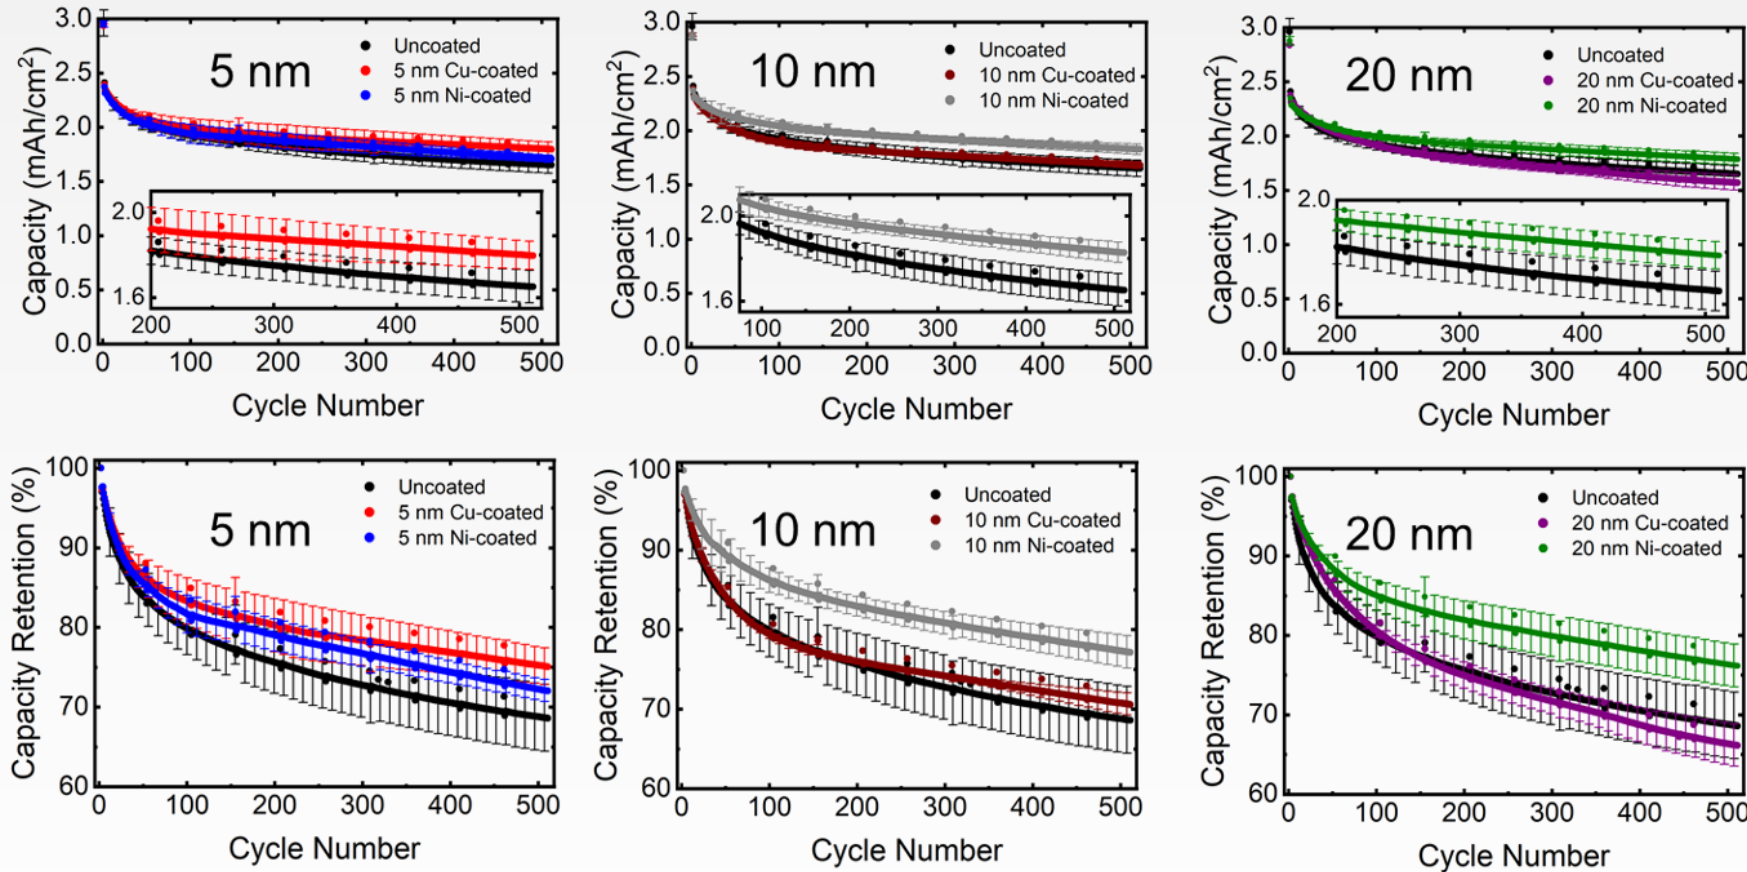 3.0
2.5
2.0
1.5
1.0
0.5
0.0
Capacity (mAh/cm²)
5 nm
Uncoated
5 nm Cu-coated
5 nm Ni-coated
2.0
1.6
200 300 400 500
0 100 200 300 400 500
Cycle Number
3.0
2.5
2.0
1.5
1.0
0.5
0.0
Capacity (mAh/cm²)
10 nm
Uncoated
10 nm Cu-coated
10 nm Ni-coated
2.0
1.6
100 200 300 400 500
0 100 200 300 400 500
Cycle Number
3.0
2.5
2.0
1.5
1.0
0.5
0.0
Capacity (mAh/cm²)
20 nm
Uncoated
20 nm Cu-coated
20 nm Ni-coated
2.0
1.6
200 300 400 500
0 100 200 300 400 500
Cycle Number
100
90
80
70
60
Capacity Retention (%)
5 nm
Uncoated
5 nm Cu-coated
5 nm Ni-coated
0 100 200 300 400 500
Cycle Number
100
90
80
70
60
Capacity Retention (%)
10 nm
Uncoated
10 nm Cu-coated
10 nm Ni-coated
0 100 200 300 400 500
Cycle Number
100
90
80
70
60
Capacity Retention (%)
20 nm
Uncoated
20 nm Cu-coated
20 nm Ni-coated
0 100 200 300 400 500
Cycle Number